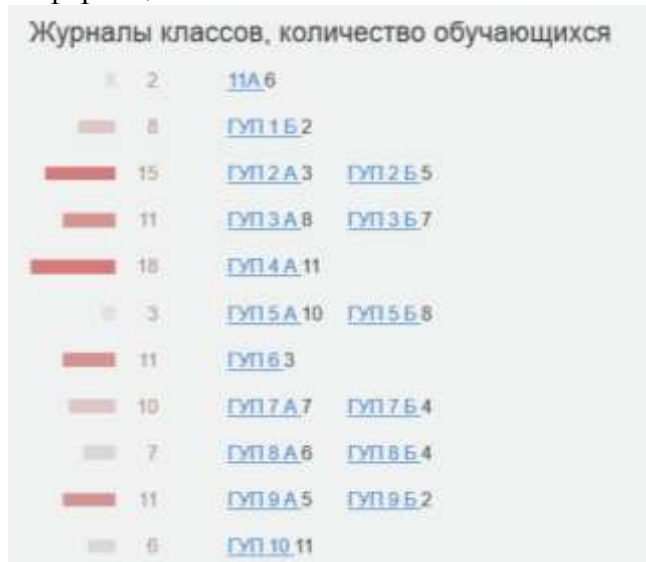 Журналы классов, количество обучающихся
2 11А 6
8 ГУП 1 Б 2
15 ГУП 2 А 3 ГУП 2 Б 5
11 ГУП 3 А 8 ГУП 3 Б 7
18 ГУП 4 А 11
3 ГУП 5 А 10 ГУП 5 Б 8
11 ГУП 6 3
10 ГУП 7 А 7 ГУП 7 Б 4
7 ГУП 8 А 6 ГУП 8 Б 4
11 ГУП 9 А 5 ГУП 9 Б 2
6 ГУП 10 11